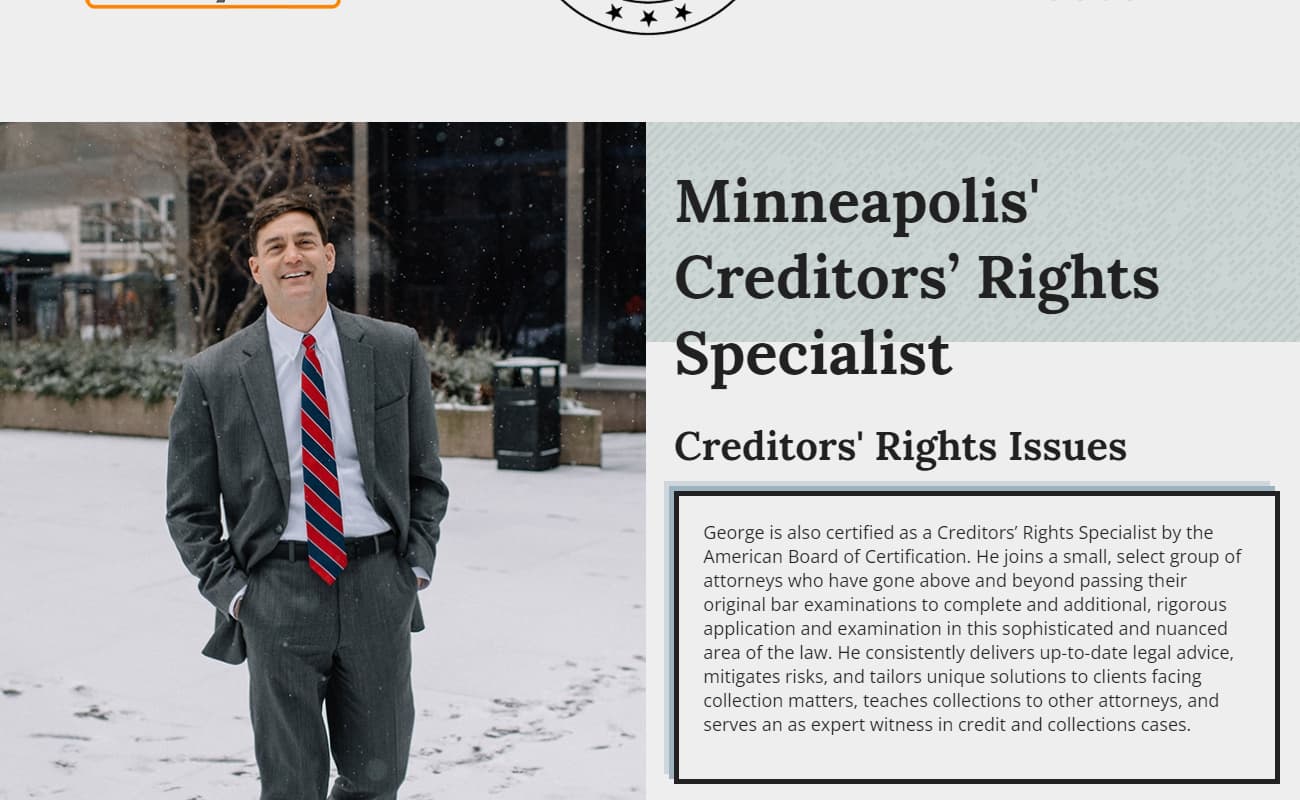 Minneapolis'
Creditors’ Rights
Specialist
Creditors' Rights Issues
George is also certified as a Creditors’ Rights Specialist by the
American Board of Certification. He joins a small, select group of
attorneys who have gone above and beyond passing their
original bar examinations to complete and additional, rigorous
application and examination in this sophisticated and nuanced
area of the law. He consistently delivers up-to-date legal advice,
mitigates risks, and tailors unique solutions to clients facing
collection matters, teaches collections to other attorneys, and
serves an as expert witness in credit and collections cases.